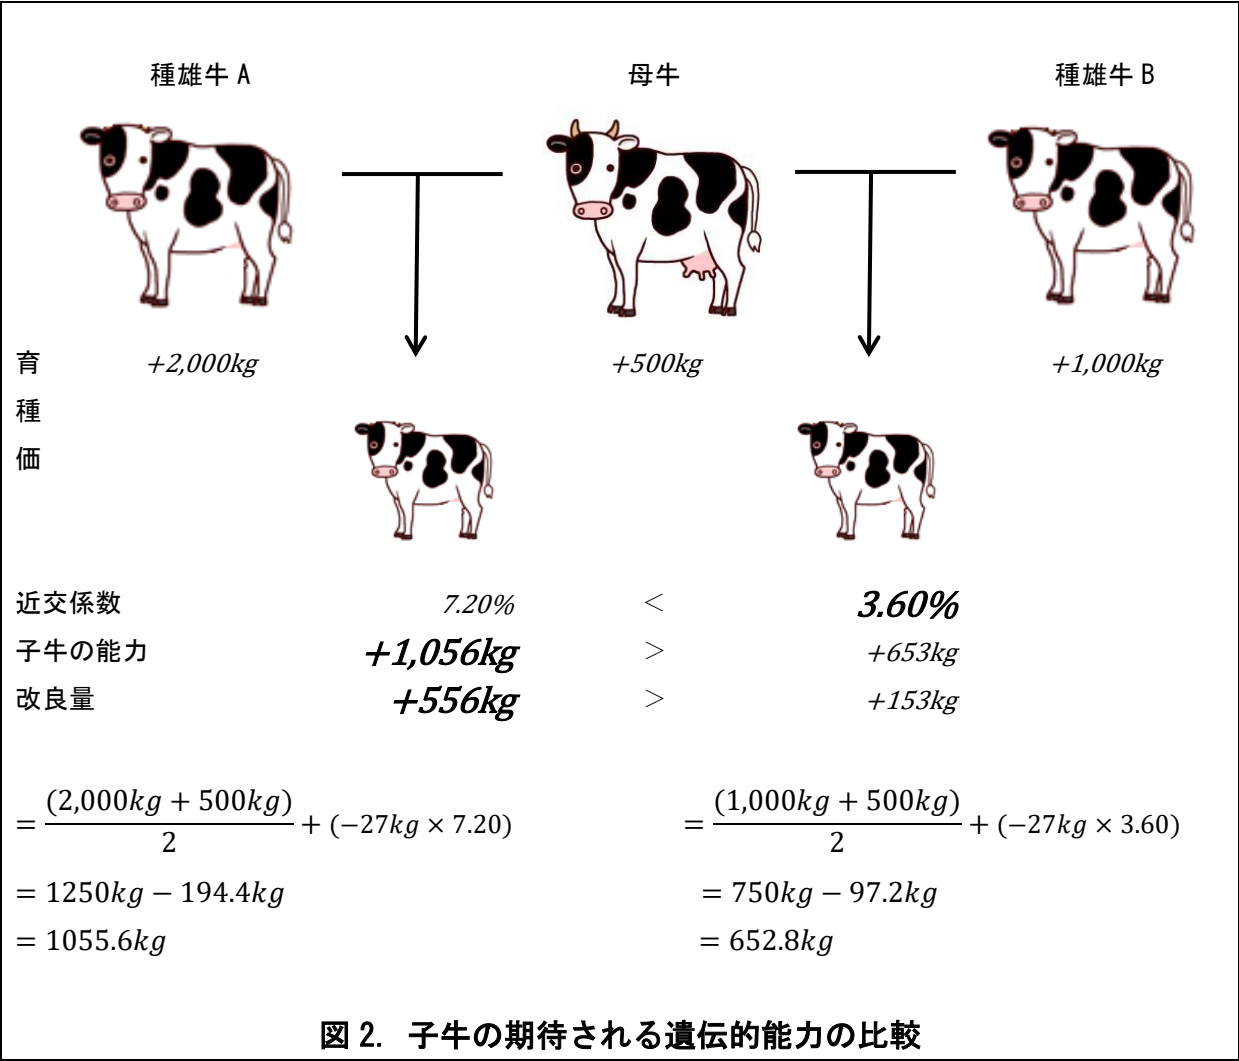 種雄牛 A 母牛 種雄牛 B
育 +2,000kg +500kg +1,000kg
種
価
近交係数 7.20% < 3.60%
子牛の能力 +1,056kg > +653kg
改良量 +556kg > +153kg
= (2,000kg + 500kg) / 2 + (−27kg × 7.20) = (1,000kg + 500kg) / 2 + (−27kg × 3.60)
= 1250kg − 194.4kg = 750kg − 97.2kg
= 1055.6kg = 652.8kg
図 2. 子牛の期待される遺伝的能力の比較